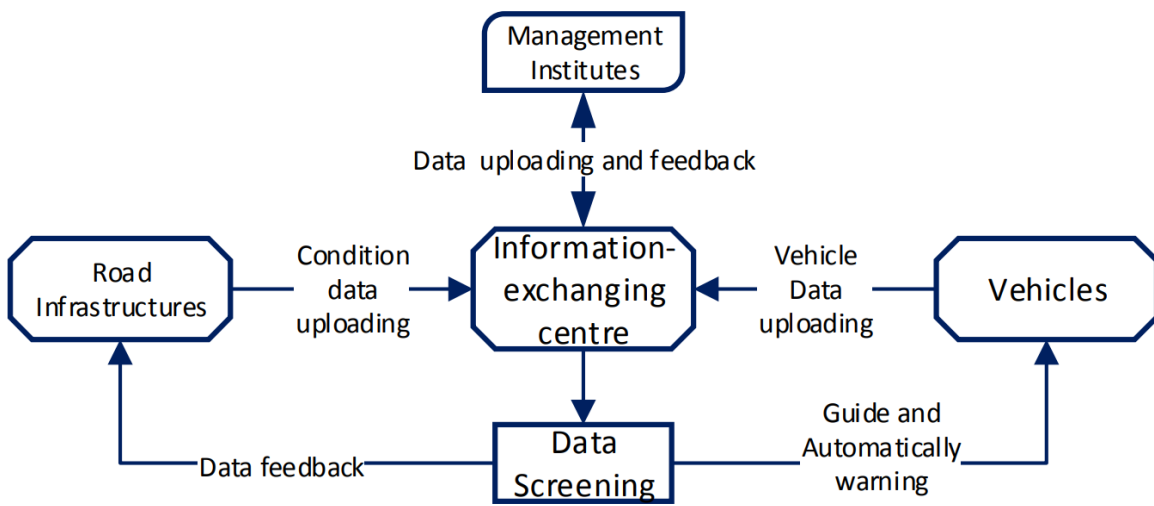 Management
Institutes
Data uploading and feedback
Road
Infrastructures
Condition
data
uploading
Information-
exchanging
centre
Vehicle
Data
uploading
Vehicles
Data feedback
Data
Screening
Guide and
Automatically
warning